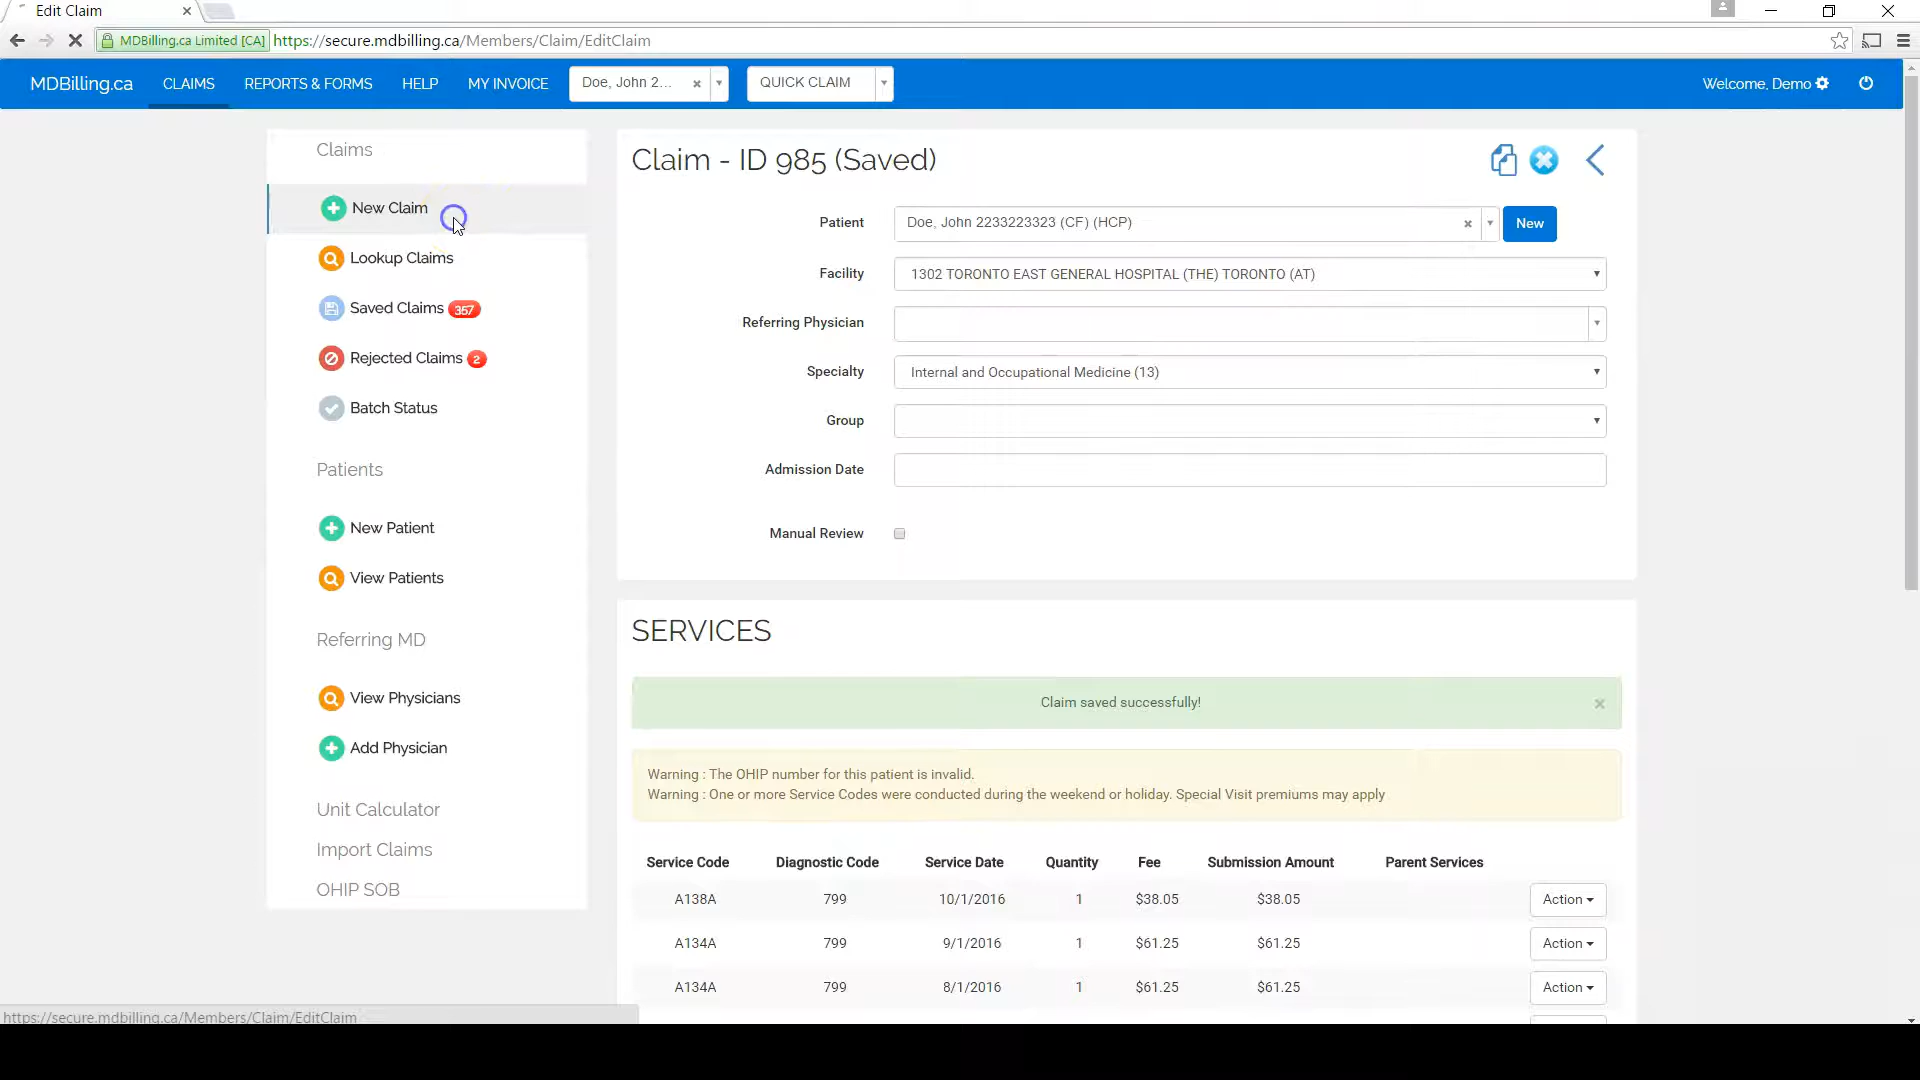 Edit Claim
MDBilling.ca Limited [CA] https://secure.mdbilling.ca/Members/Claim/EditClaim
MDBilling.ca CLAIMS REPORTS & FORMS HELP MY INVOICE Doe, John 2... × QUICK CLAIM Welcome, Demo
Claims
New Claim
Lookup Claims
Saved Claims 357
Rejected Claims 2
Batch Status
Patients
New Patient
View Patients
Referring MD
View Physicians
Add Physician
Unit Calculator
Import Claims
OHIP SOB
Claim - ID 985 (Saved)
Patient Doe, John 2233223323 (CF) (HCP) × New
Facility 1302 TORONTO EAST GENERAL HOSPITAL (THE) TORONTO (AT)
Referring Physician
Specialty Internal and Occupational Medicine (13)
Group
Admission Date
Manual Review
SERVICES
Claim saved successfully! ×
Warning : The OHIP number for this patient is invalid.
Warning : One or more Service Codes were conducted during the weekend or holiday. Special Visit premiums may apply
Service Code Diagnostic Code Service Date Quantity Fee Submission Amount Parent Services
A138A 799 10/1/2016 1 $38.05 $38.05 Action
A134A 799 9/1/2016 1 $61.25 $61.25 Action
A134A 799 8/1/2016 1 $61.25 $61.25 Action
https://secure.mdbilling.ca/Members/Claim/EditClaim